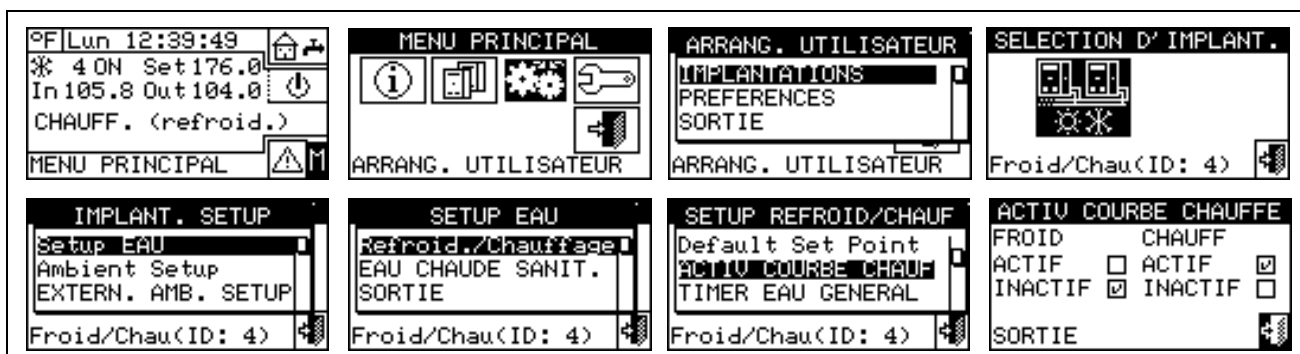 °F Lun 12:39:49
4 ON Set 176.0
In 105.8 Out 104.0
CHAUFF. (refroid.)
MENU PRINCIPAL M
MENU PRINCIPAL
ARRANG. UTILISATEUR
ARRANG. UTILISATEUR
IMPLANTATIONS
PREFERENCES
SORTIE
ARRANG. UTILISATEUR
SELECTION D'IMPLANT.
Froid/Chau(ID: 4)
IMPLANT. SETUP
Setup EAU
Ambient Setup
EXTERN. AMB. SETUP
Froid/Chau(ID: 4)
SETUP EAU
Refroid./Chauffage
EAU CHAUDE SANIT.
SORTIE
Froid/Chau(ID: 4)
SETUP REFROID/CHAUF
Default Set Point
ACTIV COURBE CHAUF
TIMER EAU GENERAL
Froid/Chau(ID: 4)
ACTIV COURBE CHAUFFE
FROID CHAUFF
ACTIF ACTIF
INACTIF INACTIF
SORTIE